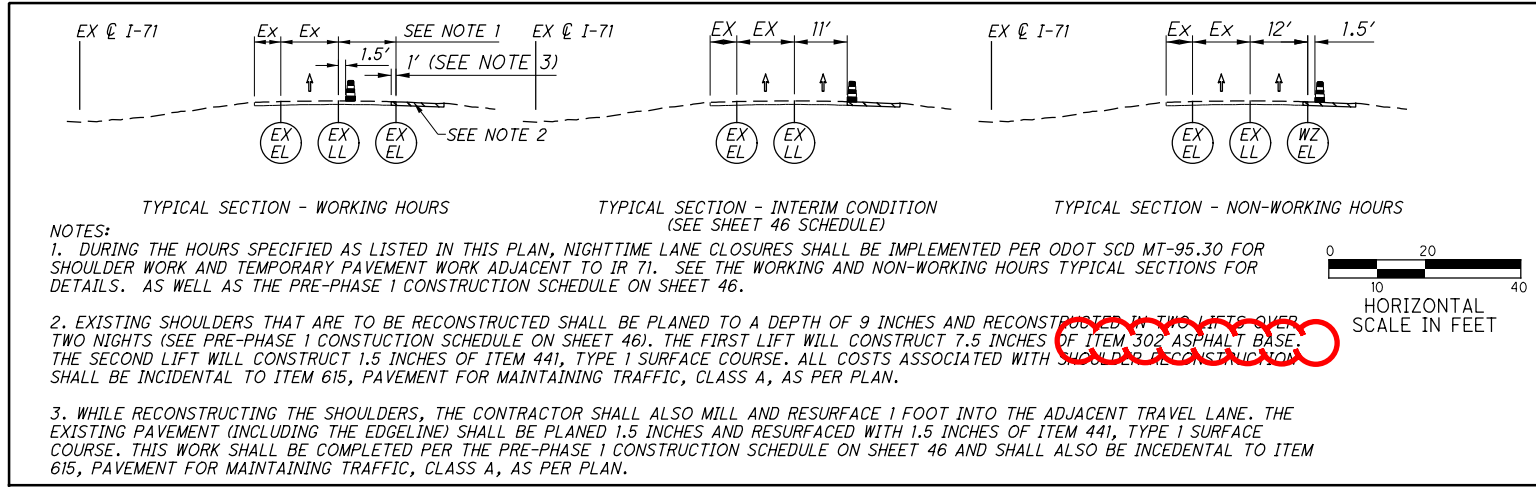 EX ℄ I-71
Ex
Ex
SEE NOTE 1
1.5'
1' (SEE NOTE 3)
SEE NOTE 2
EX
EL
EX
LL
EX
EL
TYPICAL SECTION - WORKING HOURS
EX ℄ I-71
EX
EX
11'
EX
EL
EX
LL
TYPICAL SECTION - INTERIM CONDITION
(SEE SHEET 46 SCHEDULE)
EX ℄ I-71
Ex
Ex
12'
1.5'
EX
EL
EX
LL
WZ
EL
TYPICAL SECTION - NON-WORKING HOURS
NOTES:
1. DURING THE HOURS SPECIFIED AS LISTED IN THIS PLAN, NIGHTTIME LANE CLOSURES SHALL BE IMPLEMENTED PER ODOT SCD MT-95.30 FOR
SHOULDER WORK AND TEMPORARY PAVEMENT WORK ADJACENT TO IR 71. SEE THE WORKING AND NON-WORKING HOURS TYPICAL SECTIONS FOR
DETAILS. AS WELL AS THE PRE-PHASE 1 CONSTRUCTION SCHEDULE ON SHEET 46.
2. EXISTING SHOULDERS THAT ARE TO BE RECONSTRUCTED SHALL BE PLANED TO A DEPTH OF 9 INCHES AND RECONSTRUCTED IN TWO LIFTS OVER
TWO NIGHTS (SEE PRE-PHASE 1 CONSTUCTION SCHEDULE ON SHEET 46). THE FIRST LIFT WILL CONSTRUCT 7.5 INCHES OF ITEM 302 ASPHALT BASE.
THE SECOND LIFT WILL CONSTRUCT 1.5 INCHES OF ITEM 441, TYPE 1 SURFACE COURSE. ALL COSTS ASSOCIATED WITH SHOULDER RECONSTRUCTION
SHALL BE INCIDENTAL TO ITEM 615, PAVEMENT FOR MAINTAINING TRAFFIC, CLASS A, AS PER PLAN.
3. WHILE RECONSTRUCTING THE SHOULDERS, THE CONTRACTOR SHALL ALSO MILL AND RESURFACE 1 FOOT INTO THE ADJACENT TRAVEL LANE. THE
EXISTING PAVEMENT (INCLUDING THE EDGELINE) SHALL BE PLANED 1.5 INCHES AND RESURFACED WITH 1.5 INCHES OF ITEM 441, TYPE 1 SURFACE
COURSE. THIS WORK SHALL BE COMPLETED PER THE PRE-PHASE 1 CONSTRUCTION SCHEDULE ON SHEET 46 AND SHALL ALSO BE INCEDENTAL TO ITEM
615, PAVEMENT FOR MAINTAINING TRAFFIC, CLASS A, AS PER PLAN.
0 20
10 40
HORIZONTAL
SCALE IN FEET